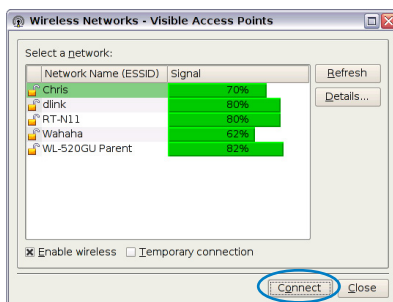 Wireless Networks - Visible Access Points
Select a network:
Network Name (ESSID) Signal
Chris 70%
dlink 80%
RT-N11 80%
Wahaha 62%
WL-520GU Parent 82%
Refresh
Details...
Enable wireless Temporary connection
Connect Close